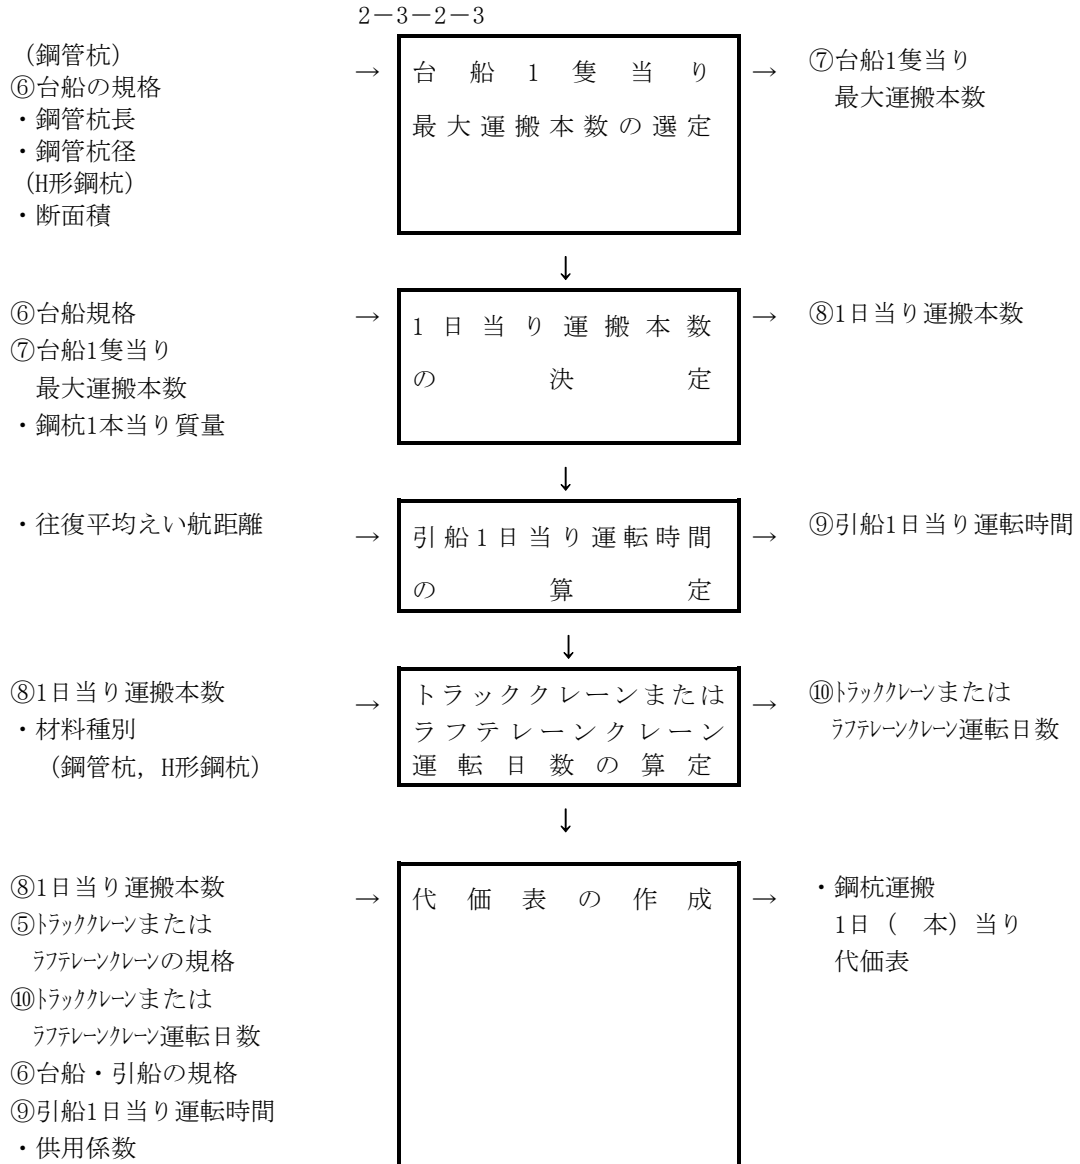 2－3－2－3
(鋼管杭)
⑥台船の規格
・鋼管杭長
・鋼管杭径
(H形鋼杭)
・断面積
→
台船1隻当り
最大運搬本数の選定
→
⑦台船1隻当り
最大運搬本数
↓
⑥台船規格
⑦台船1隻当り
最大運搬本数
・鋼杭1本当り質量
→
1日当り運搬本数
の決定
→
⑧1日当り運搬本数
↓
・往復平均えい航距離
→
引船1日当り運転時間
の算定
→
⑨引船1日当り運転時間
↓
⑧1日当り運搬本数
・材料種別
(鋼管杭，H形鋼杭)
→
トラッククレーンまたは
ラフテレーンクレーン
運転日数の算定
→
⑩ﾄﾗｯｸｸﾚｰﾝまたは
ﾗﾌﾃﾚｰﾝｸﾚｰﾝ運転日数
↓
⑧1日当り運搬本数
⑤ﾄﾗｯｸｸﾚｰﾝまたは
ﾗﾌﾃﾚｰﾝｸﾚｰﾝの規格
⑩ﾄﾗｯｸｸﾚｰﾝまたは
ﾗﾌﾃﾚｰﾝｸﾚｰﾝ運転日数
⑥台船・引船の規格
⑨引船1日当り運転時間
・供用係数
→
代価表の作成
→
・鋼杭運搬
1日（　本）当り
代価表